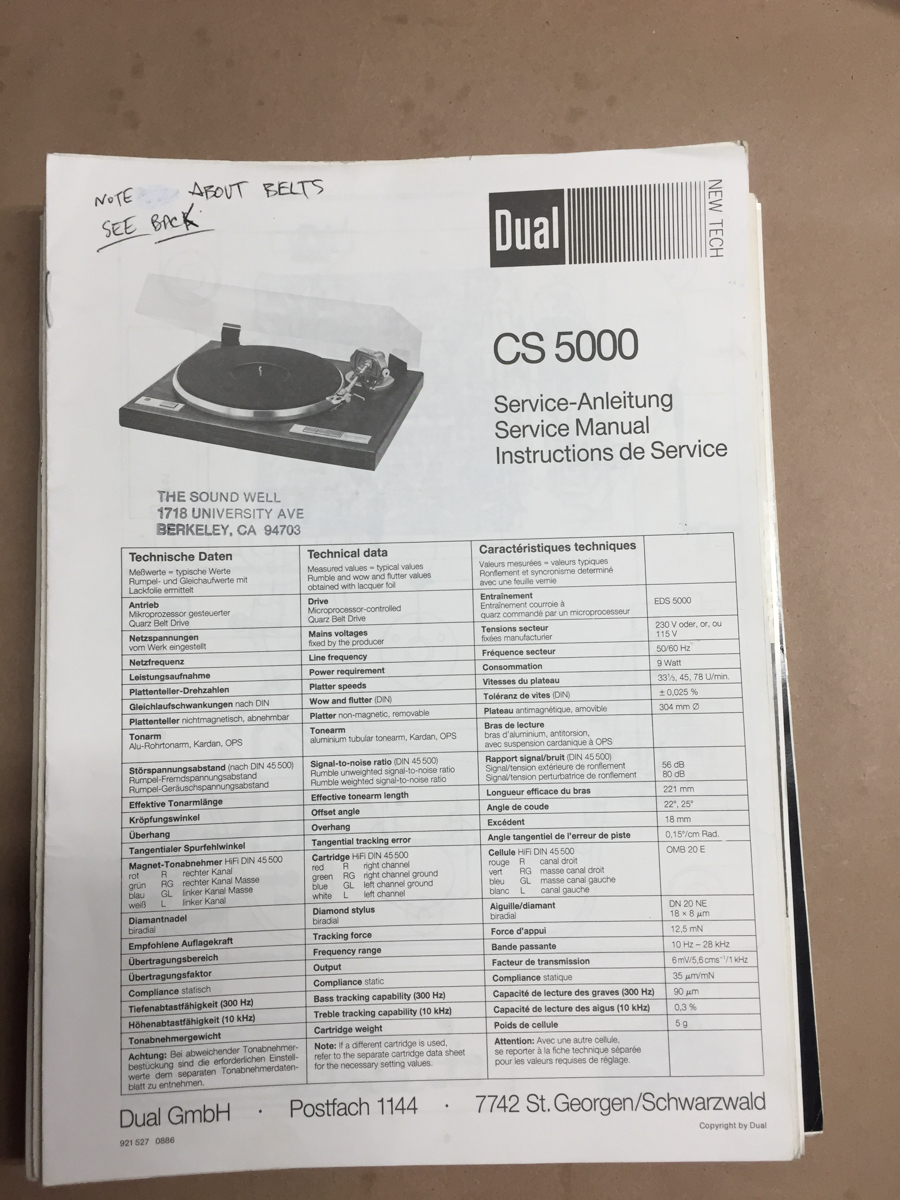 NOTE ABOUT BELTS
SEE BACK
Dual
NEW TECH
CS 5000
Service-Anleitung
Service Manual
Instructions de Service
THE SOUND WELL
1718 UNIVERSITY AVE
BERKELEY, CA 94703
Technische Daten
Meßwerte = typische Werte
Rumpel- und Gleichlaufwerte mit
Lackfolie ermittelt
Technical data
Measured values = typical values
Rumble and wow and flutter values
obtained with lacquer foil
Caractéristiques techniques
Valeurs mesurées = valeurs typiques
Ronflement et syncronisme determiné
avec une feuille vernie
Antrieb
Mikroprozessor gesteuerter
Quarz Belt Drive
Drive
Microprocessor-controlled
Quarz Belt Drive
Entraînement
Entraînement courroie à
quarz commandé par un microprocesseur
EDS 5000
Netzspannungen
vom Werk eingestellt
Mains voltages
fixed by the producer
Tensions secteur
fixées manufacturier
230 V oder, or, ou
115 V
Netzfrequenz
Line frequency
Fréquence secteur
50/60 Hz
Leistungsaufnahme
Power requirement
Consommation
9 Watt
Plattenteller-Drehzahlen
Platter speeds
Vitesses du plateau
33⅓, 45, 78 U/min.
Gleichlaufschwankungen nach DIN
Wow and flutter (DIN)
Toléranz de vites (DIN)
± 0,025 %
Plattenteller nichtmagnetisch, abnehmbar
Platter non-magnetic, removable
Plateau antimagnétique, amovible
304 mm Ø
Tonarm
Alu-Rohrtonarm, Kardan, OPS
Tonearm
aluminium tubular tonearm, Kardan, OPS
Bras de lecture
bras d'aluminium, antitorsion,
avec suspension cardanique à OPS
Störspannungsabstand (nach DIN 45 500)
Rumpel-Fremdspannungsabstand
Rumpel-Geräuschspannungsabstand
Signal-to-noise ratio (DIN 45 500)
Rumble unweighted signal-to-noise ratio
Rumble weighted signal-to-noise ratio
Rapport signal/bruit (DIN 45 500)
Signal/tension extérieure de ronflement
Signal/tension perturbatrice de ronflement
56 dB
80 dB
Effektive Tonarmlänge
Effective tonearm length
Longueur efficace du bras
221 mm
Kröpfungswinkel
Offset angle
Angle de coude
22°, 25°
Überhang
Overhang
Excédent
18 mm
Tangentialer Spurfehlwinkel
Tangential tracking error
Angle tangentiel de l'erreur de piste
0,15°/cm Rad.
Magnet-Tonabnehmer HiFi DIN 45 500
rot R rechter Kanal
grün RG rechter Kanal Masse
blau GL linker Kanal Masse
weiß L linker Kanal
Cartridge HiFi DIN 45 500
red R right channel
green RG right channel ground
blue GL left channel ground
white L left channel
Cellule HiFi DIN 45 500
rouge R canal droit
vert RG masse canal droit
bleu GL masse canal gauche
blanc L canal gauche
OMB 20 E
Diamantnadel
biradial
Diamond stylus
biradial
Aiguille/diamant
biradial
DN 20 NE
18 × 8 µm
Empfohlene Auflagekraft
Tracking force
Force d'appui
12,5 mN
Übertragungsbereich
Frequency range
Bande passante
10 Hz – 28 kHz
Übertragungsfaktor
Output
Facteur de transmission
6 mV/5,6 cms⁻¹/1 kHz
Compliance statisch
Compliance static
Compliance statique
35 µm/mN
Tiefenabtastfähigkeit (300 Hz)
Bass tracking capability (300 Hz)
Capacité de lecture des graves (300 Hz)
90 µm
Höhenabtastfähigkeit (10 kHz)
Treble tracking capability (10 kHz)
Capacité de lecture des aigus (10 kHz)
0,3 %
Tonabnehmergewicht
Cartridge weight
Poids de cellule
5 g
Achtung: Bei abweichender Tonabnehmer-
bestückung sind die erforderlichen Einstell-
werte dem separaten Tonabnehmerdaten-
blatt zu entnehmen.
Note: If a different cartridge is used,
refer to the separate cartridge data sheet
for the necessary setting values.
Attention: Avec une autre cellule,
se reporter à la fiche technique séparée
pour les valeurs requises de réglage.
Dual GmbH · Postfach 1144 · 7742 St. Georgen/Schwarzwald
921 527 0886
Copyright by Dual